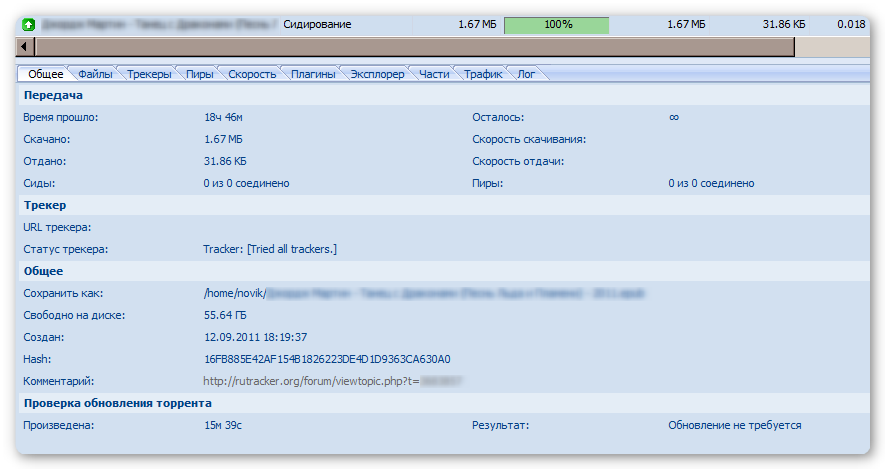 Сидирование 1.67 МБ 100% 1.67 МБ 31.86 КБ 0.018
Общее Файлы Трекеры Пиры Скорость Плагины Эксплорер Части Трафик Лог
Передача
Время прошло: 18ч 46м Осталось: ∞
Скачано: 1.67 МБ Скорость скачивания:
Отдано: 31.86 КБ Скорость отдачи:
Сиды: 0 из 0 соединено Пиры: 0 из 0 соединено
Трекер
URL трекера:
Статус трекера: Tracker: [Tried all trackers.]
Общее
Сохранить как: /home/novik/
Свободно на диске: 55.64 ГБ
Создан: 12.09.2011 18:19:37
Hash: 16FB885E42AF154B1826223DE4D1D9363CA630A0
Комментарий: http://rutracker.org/forum/viewtopic.php?t=
Проверка обновления торрента
Произведена: 15м 39с Результат: Обновление не требуется